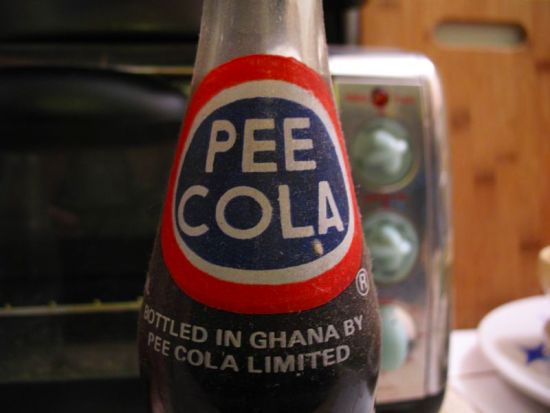 PEE
COLA
®
BOTTLED IN GHANA BY
PEE COLA LIMITED